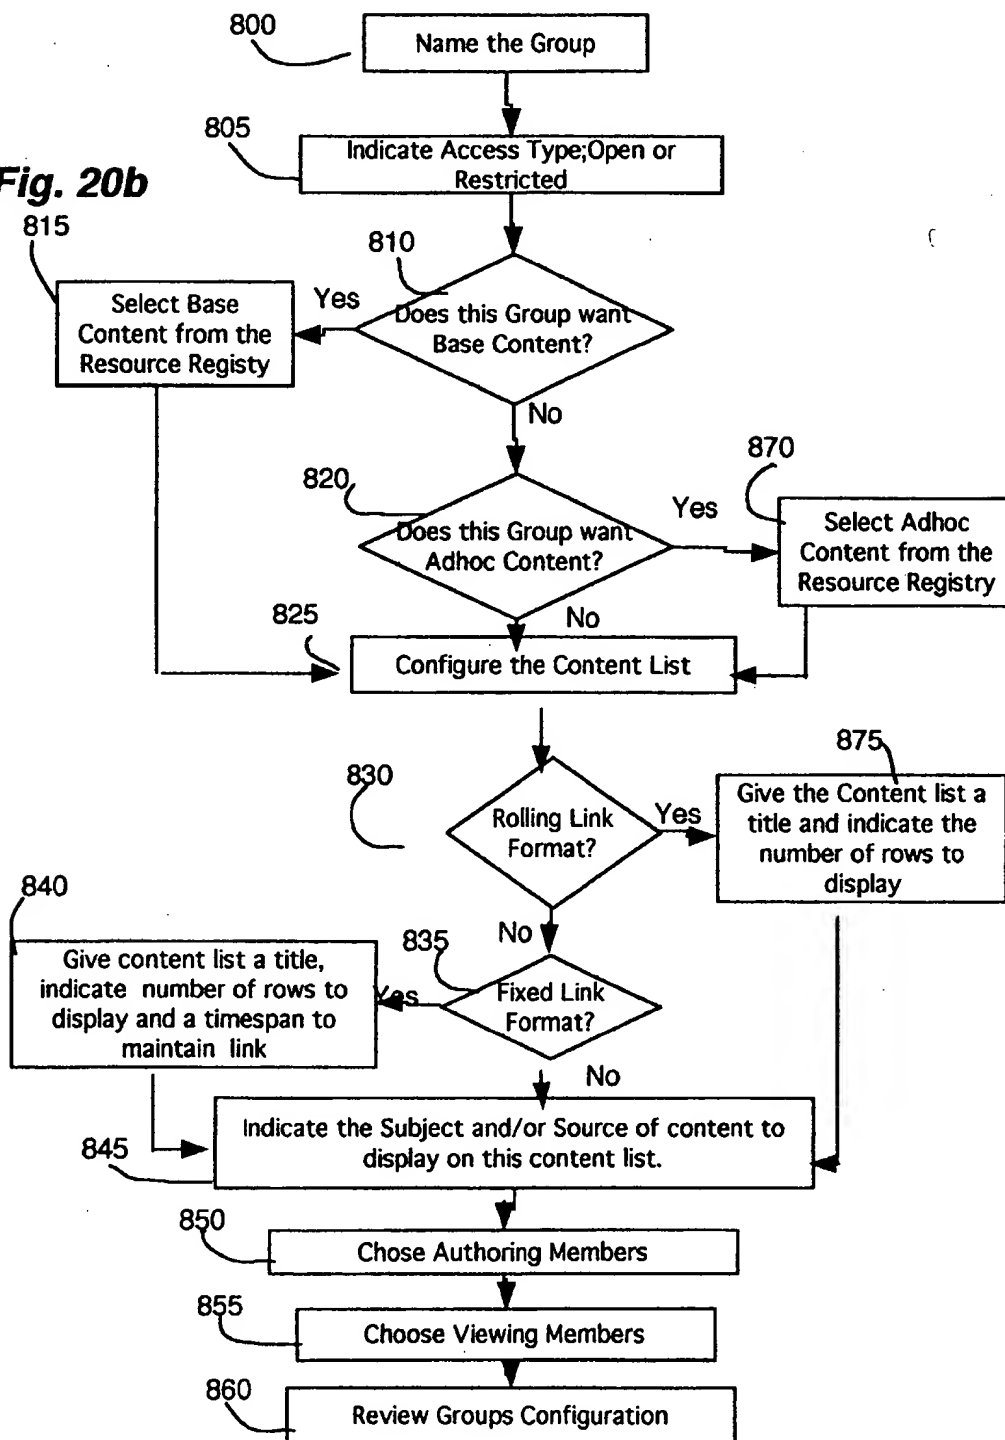 800
Name the Group
805
Indicate Access Type;Open or
Restricted
Fig. 20b
815
810
Select Base
Content from the
Resource Registy
Yes
Does this Group want
Base Content?
No
820
870
Does this Group want
Adhoc Content?
Yes
Select Adhoc
Content from the
Resource Registry
No
825
Configure the Content List
830
875
Rolling Link
Format?
Yes
Give the Content list a
title and indicate the
number of rows to
display
840
No
835
Give content list a title,
indicate number of rows to
display and a timespan to
maintain link
Yes
Fixed Link
Format?
No
Indicate the Subject and/or Source of content to
display on this content list.
845
850
Chose Authoring Members
855
Choose Viewing Members
860
Review Groups Configuration